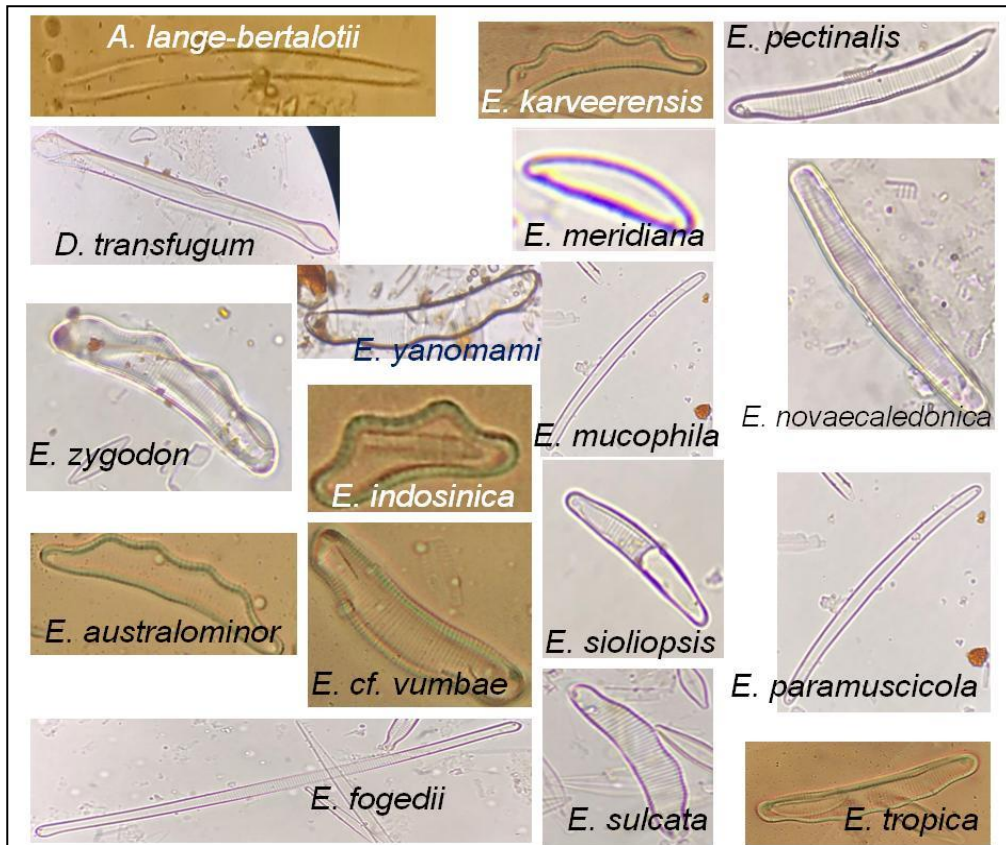 A. lange-bertalotii
E. karveerensis
E. pectinalis
D. transfugum
E. meridiana
E. novaecaledonica
E. yanomami
E. mucophila
E. zygodon
E. indosinica
E. australominor
E. cf. vumbae
E. sioliopsis
E. paramuscicola
E. fogedii
E. sulcata
E. tropica